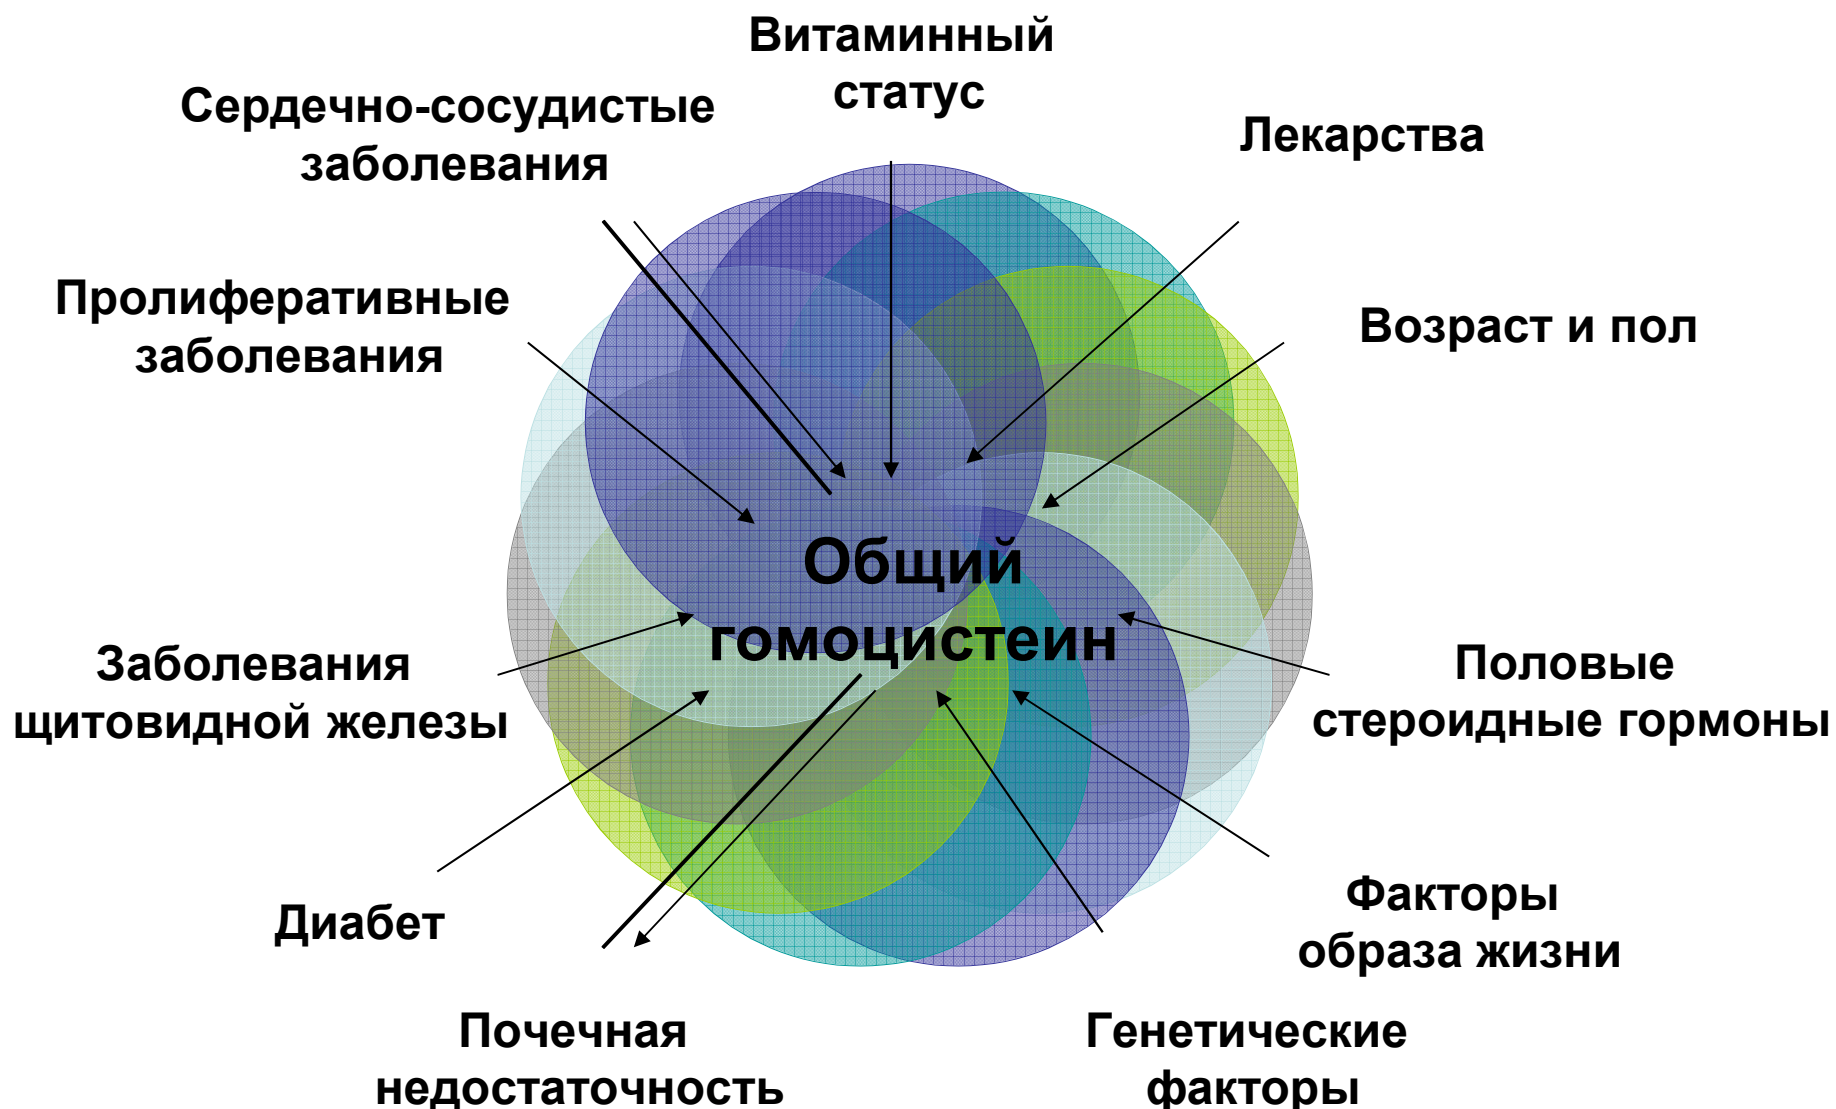 Витаминный
статус
Сердечно-сосудистые
заболевания
Лекарства
Пролиферативные
заболевания
Возраст и пол
Общий
гомоцистеин
Заболевания
щитовидной железы
Половые
стероидные гормоны
Диабет
Факторы
образа жизни
Почечная
недостаточность
Генетические
факторы